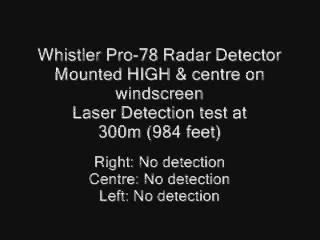 Whistler Pro-78 Radar Detector
Mounted HIGH & centre on
windscreen
Laser Detection test at
300m (984 feet)
Right: No detection
Centre: No detection
Left: No detection